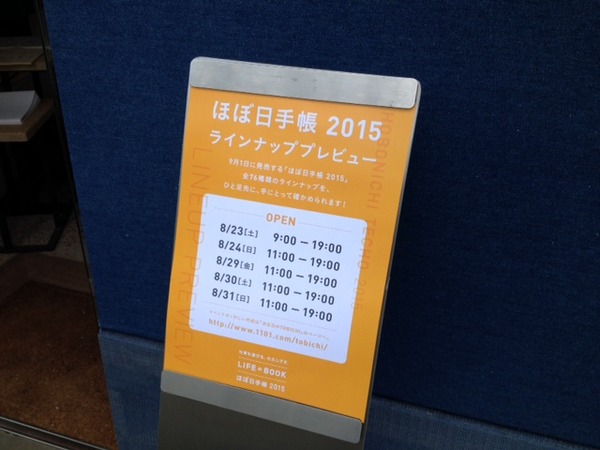 ほぼ日手帳 2015
ラインナッププレビュー
9月1日に発売する「ほぼ日手帳 2015」。
全76種類のラインナップを、
ひと足先に、手にとって確かめられます!
OPEN
8/23[土] 9:00 — 19:00
8/24[日] 11:00 — 19:00
8/29[金] 11:00 — 19:00
8/30[土] 11:00 — 19:00
8/31[日] 11:00 — 19:00
http://www.1101.com/tobichi/
LIFE の BOOK
ほぼ日手帳 2015
LINEUP PREVIEW
HOBONICHI TECHO 2015